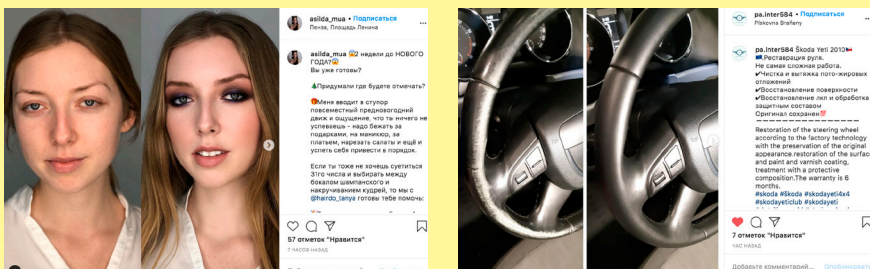 asilda_mua • Подписаться
Пенза, Площадь Ленина
asilda_mua 😱2 недели до НОВОГО
ГОДА?😱
Вы уже готовы?
🎄Придумали где будете отмечать?
🎁Меня вводит в ступор
повсеместный предновогодний
движ и ощущение, что ты ничего не
успеваешь - надо бежать за
подарками, на маникюр, за
платьем, нарезать салаты и ещё и
успеть себя привести в порядок.
Если ты тоже не хочешь суетиться
31го числа и выбирать между
бокалом шампанского и
накручиванием кудрей, то мы с
@hairdo_tanya готовы тебе помочь:
57 отметок "Нравится"
7 ЧАСОВ НАЗАД
pa.inter584 • Подписаться
Pískovna Brařany
pa.inter584 Škoda Yeti 2010🇨🇿
🇸🇰.Реставрация руля.
Не самая сложная работа.
✔Чистка и вытяжка пото-жировых
отложений
✔Восстановление поверхности
✔Восстановление лкп и обработка
защитным составом
Оригинал сохранен💯
—————————————————
Restoration of the steering wheel
according to the factory technology
with the preservation of the original
appearance.restoration of the surface
and paint and varnish coating,
treatment with a protective
composition.The warranty is 6
months.
#skoda #škoda #skodayeti4x4
#skodayeticlub #skodayeti
7 отметок "Нравится"
ЧАС НАЗАД
Добавьте комментарий... Опубликовать